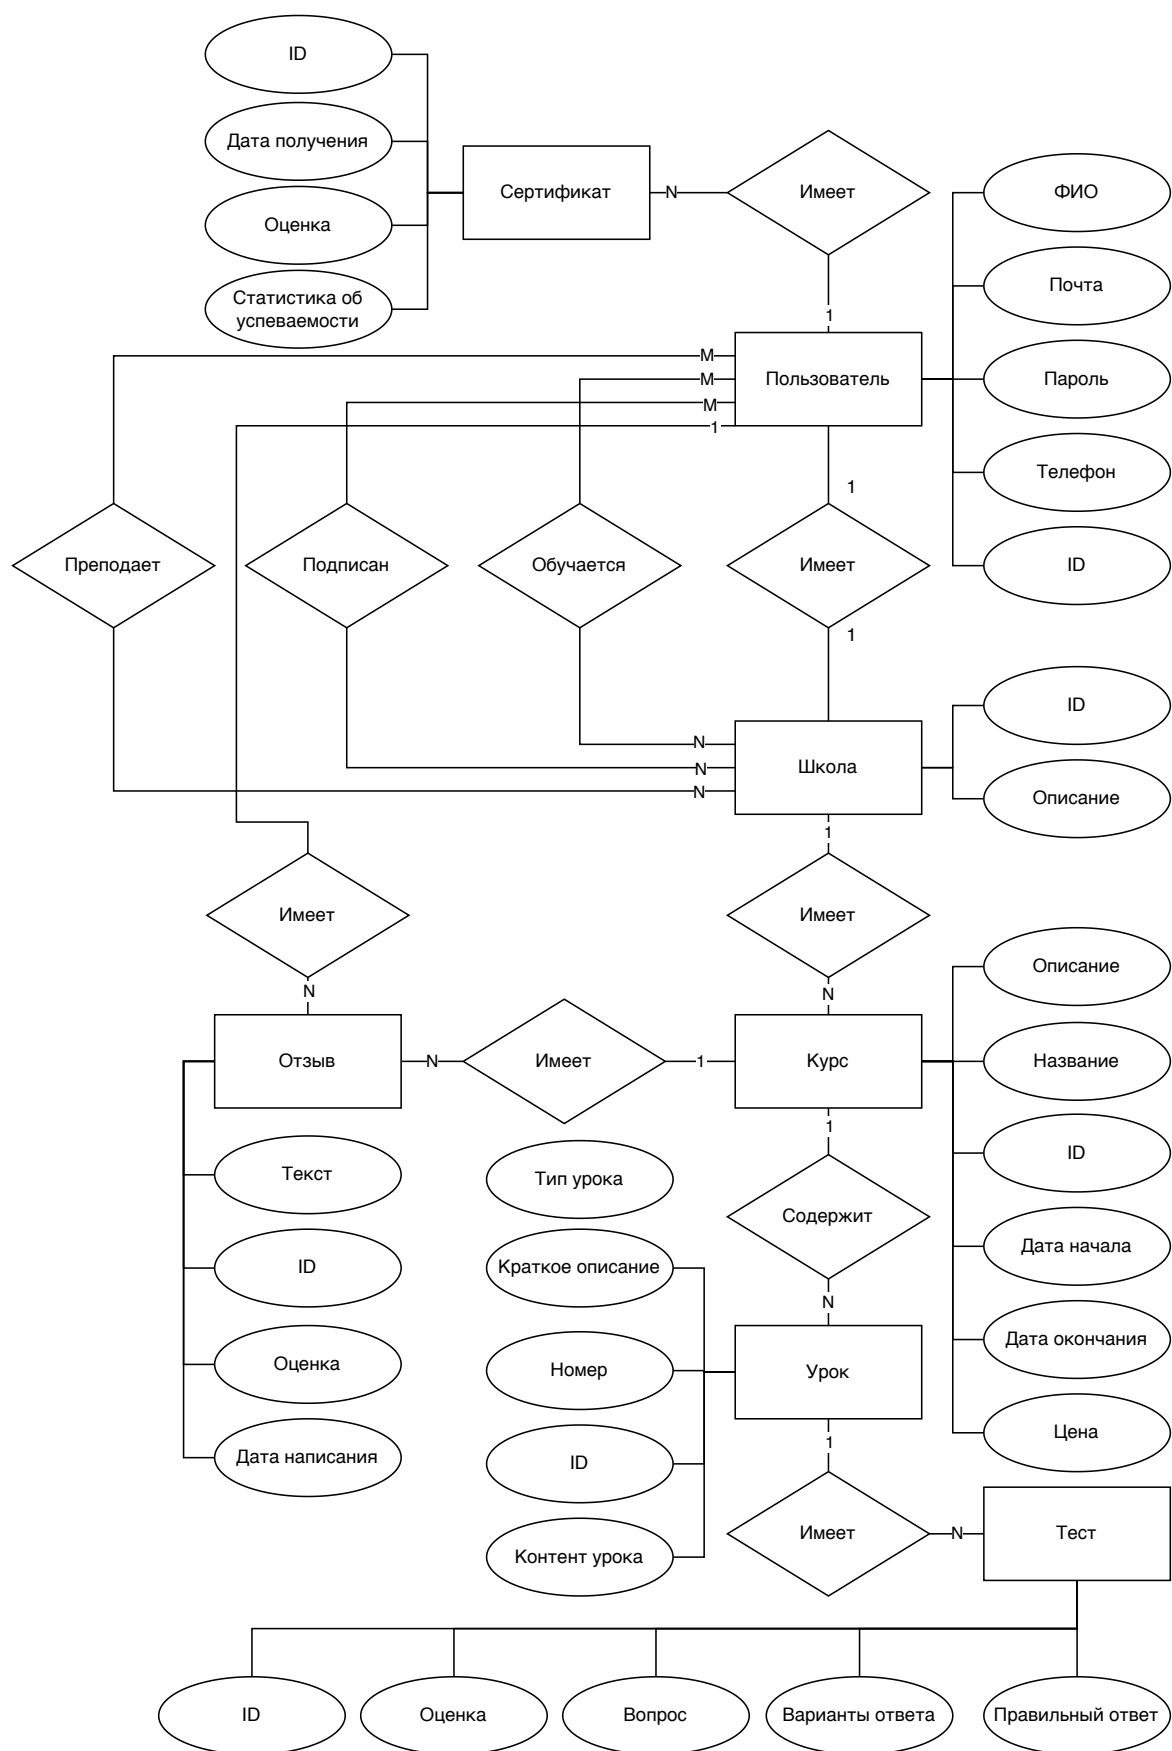 ID
Дата получения
Сертификат
N
Имеет
ФИО
Оценка
Статистика об
успеваемости
Почта
1
M
M
M
1
Пользователь
Пароль
Телефон
1
Преподает
Подписан
Обучается
Имеет
ID
1
ID
N
N
N
Школа
Описание
1
Имеет
Имеет
Описание
N
N
Отзыв
N
Имеет
1
Курс
Название
1
Текст
Тип урока
ID
Содержит
Дата начала
ID
Краткое описание
N
Дата окончания
Оценка
Номер
Урок
Цена
1
Дата написания
ID
Имеет
N
Тест
Контент урока
ID
Оценка
Вопрос
Варианты ответа
Правильный ответ